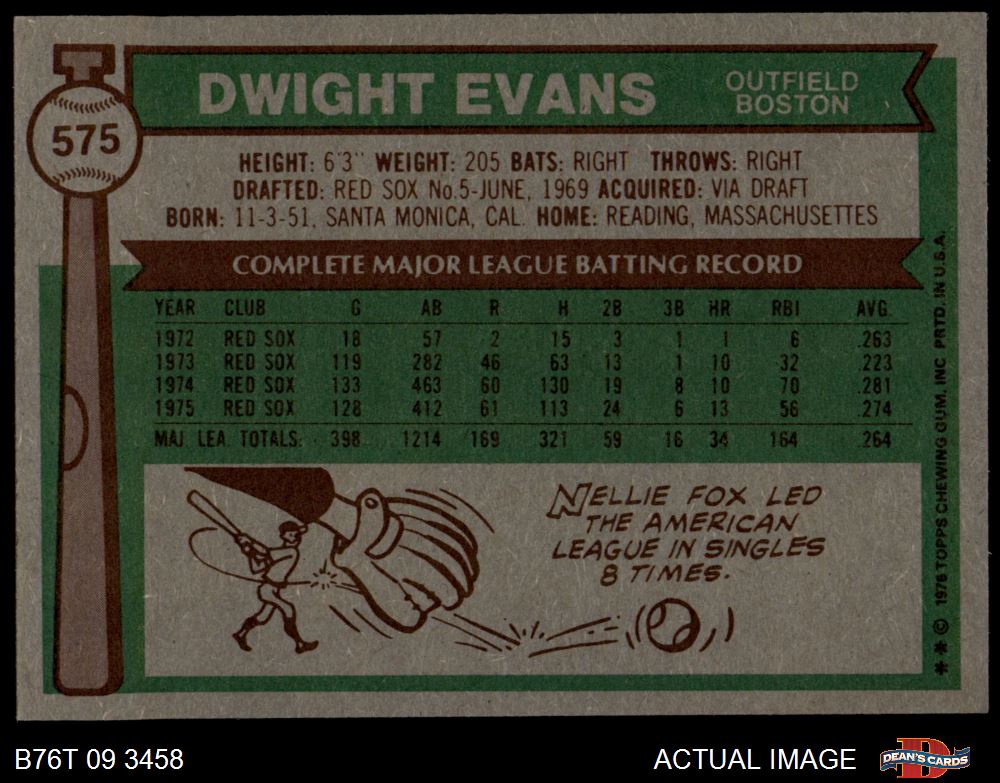 575
DWIGHT EVANS
OUTFIELD
BOSTON
HEIGHT: 6'3" WEIGHT: 205 BATS: RIGHT THROWS: RIGHT
DRAFTED: RED SOX No.5-JUNE, 1969 ACQUIRED: VIA DRAFT
BORN: 11-3-51, SANTA MONICA, CAL. HOME: READING, MASSACHUSETTES
COMPLETE MAJOR LEAGUE BATTING RECORD
YEAR CLUB G AB R H 2B 3B HR RBI AVG.
1972 RED SOX 18 57 2 15 3 1 1 6 .263
1973 RED SOX 119 282 46 63 13 1 10 32 .223
1974 RED SOX 133 463 60 130 19 8 10 70 .281
1975 RED SOX 128 412 61 113 24 6 13 56 .274
MAJ. LEA. TOTALS: 398 1214 169 321 59 16 34 164 .264
NELLIE FOX LED
THE AMERICAN
LEAGUE IN SINGLES
8 TIMES.
** © 1976 TOPPS CHEWING GUM, INC. PRTD. IN U.S.A.
B76T 09 3458
ACTUAL IMAGE
D
DEAN'S CARDS